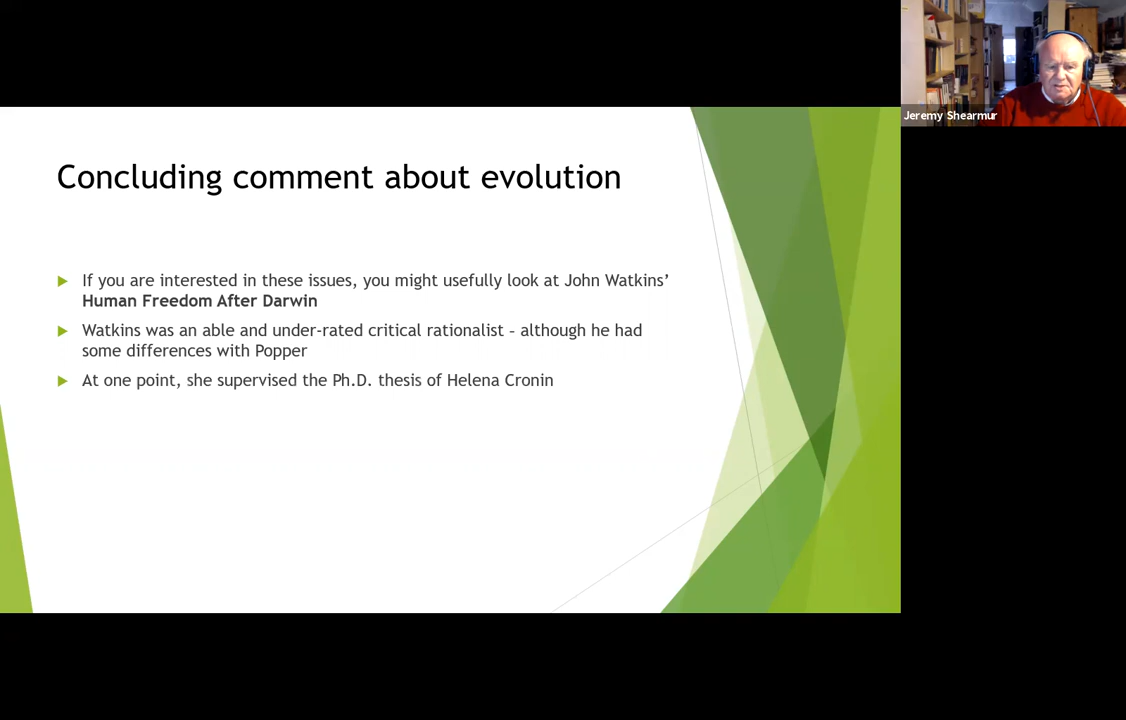 Jeremy Shearmur
Concluding comment about evolution
If you are interested in these issues, you might usefully look at John Watkins’
Human Freedom After Darwin
Watkins was an able and under-rated critical rationalist – although he had
some differences with Popper
At one point, she supervised the Ph.D. thesis of Helena Cronin